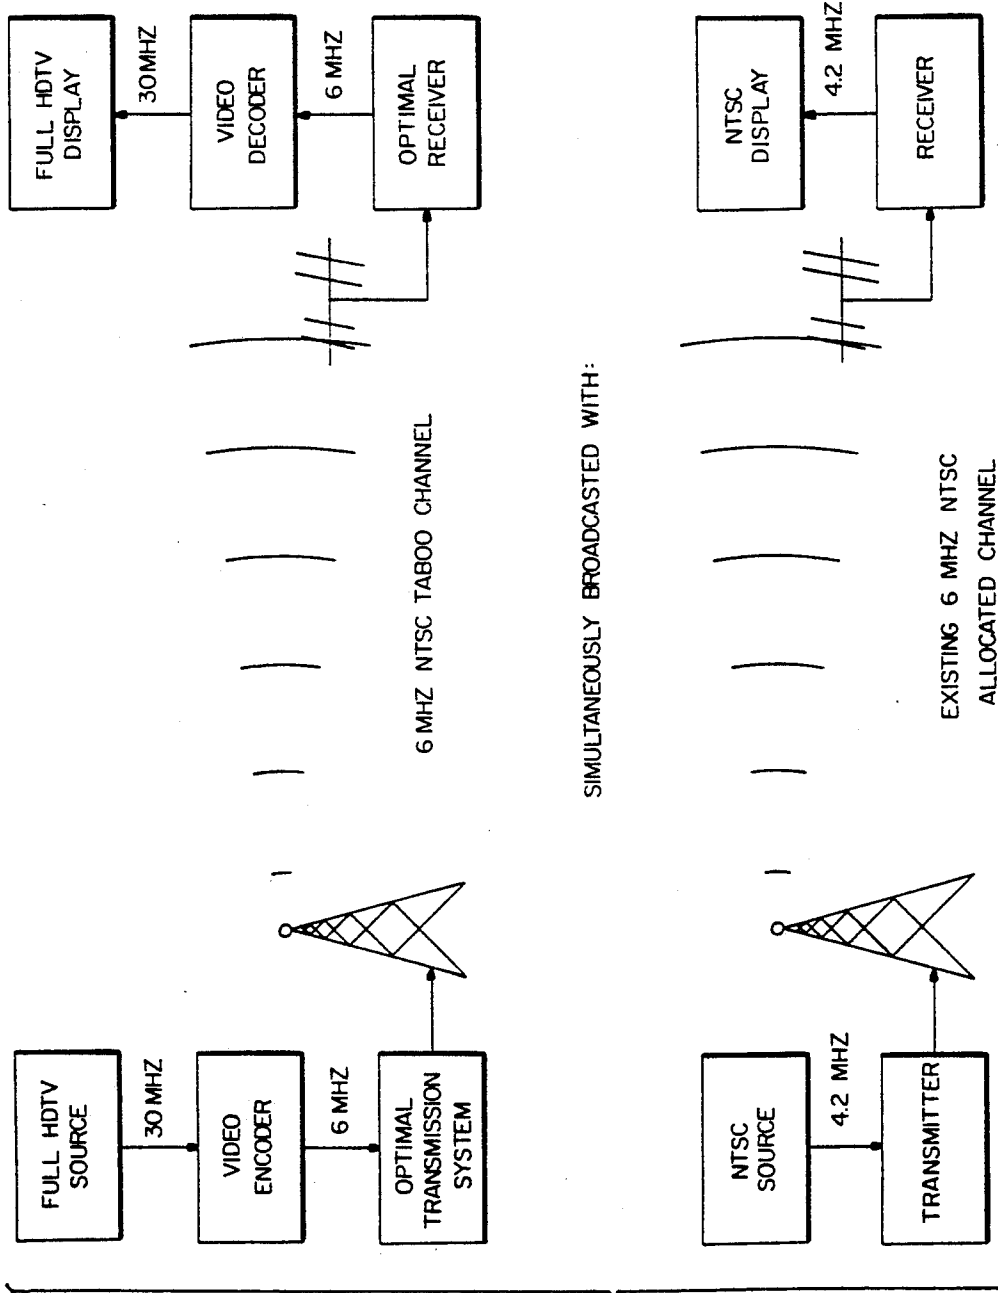 FULL HDTV
SOURCE
30 MHZ
VIDEO
ENCODER
6 MHZ
OPTIMAL
TRANSMISSION
SYSTEM
6 MHZ NTSC TABOO CHANNEL
FULL HDTV
DISPLAY
30 MHZ
VIDEO
DECODER
6 MHZ
OPTIMAL
RECEIVER
SIMULTANEOUSLY BROADCASTED WITH:
NTSC
SOURCE
4.2 MHZ
TRANSMITTER
EXISTING 6 MHZ NTSC
ALLOCATED CHANNEL
NTSC
DISPLAY
4.2 MHZ
RECEIVER